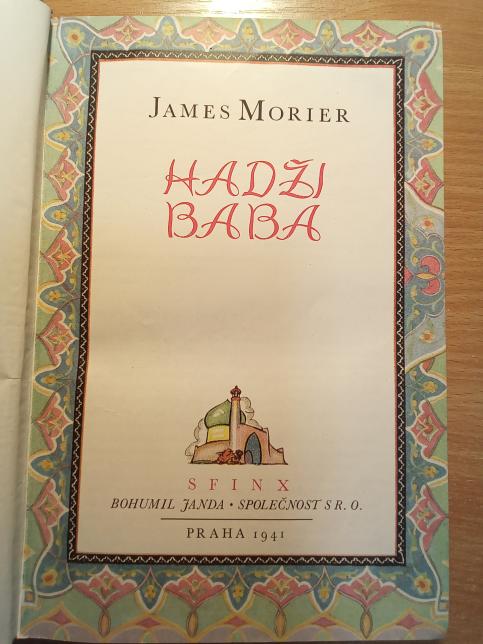 JAMES MORIER
HADŽI
BABA
SFINX
BOHUMIL JANDA • SPOLEČNOST S R. O.
PRAHA 1941